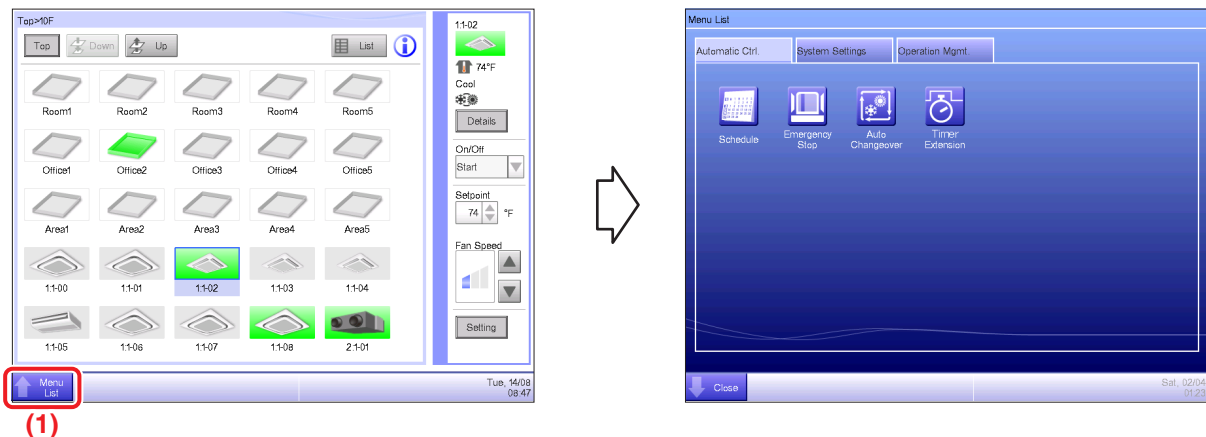 Top>10F
Top
Down
Up
List
Room1
Room2
Room3
Room4
Room5
Office1
Office2
Office3
Office4
Office5
Area1
Area2
Area3
Area4
Area5
1:1-00
1:1-01
1:1-02
1:1-03
1:1-04
1:1-05
1:1-06
1:1-07
1:1-08
2:1-01
1:1-02
74°F
Cool
Details
On/Off
Start
Setpoint
74 °F
Fan Speed
Setting
Menu
List
Tue, 14/08
08:47
(1)
Menu List
Automatic Ctrl.
System Settings
Operation Mgmt.
Schedule
Emergency
Stop
Auto
Changeover
Timer
Extension
Close
Sat, 02/04
01:23